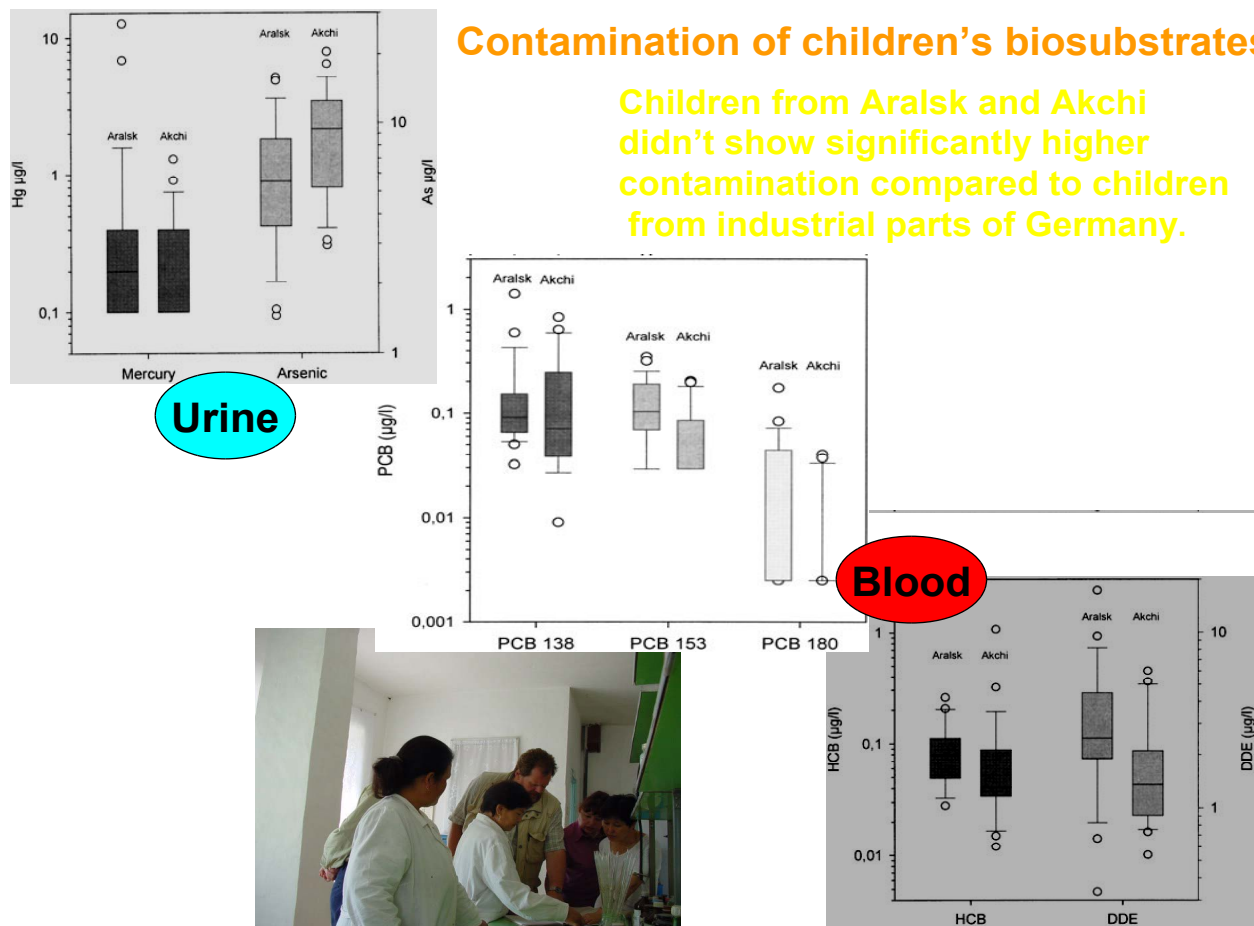 Contamination of children’s biosubstrates
Children from Aralsk and Akchi
didn’t show significantly higher
contamination compared to children
from industrial parts of Germany.
10
1
0,1
Hg µg/l
Aralsk
Akchi
Aralsk
Akchi
10
1
As µg/l
Mercury
Arsenic
Urine
1
0,1
0,01
0,001
PCB (µg/l)
Aralsk
Akchi
Aralsk
Akchi
Aralsk
Akchi
PCB 138
PCB 153
PCB 180
Blood
1
0,1
0,01
HCB (µg/l)
Aralsk
Akchi
Aralsk
Akchi
10
1
DDE (µg/l)
HCB
DDE